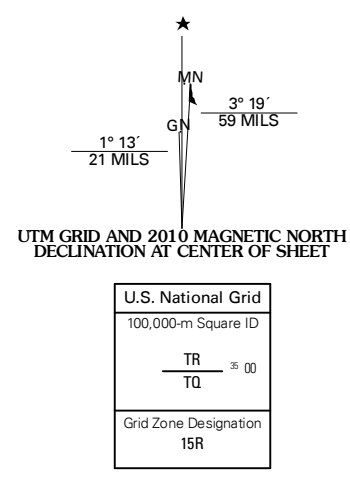 ★
MN
3° 19´
59 MILS
GN
1° 13´
21 MILS
UTM GRID AND 2010 MAGNETIC NORTH
DECLINATION AT CENTER OF SHEET
U.S. National Grid
100,000-m Square ID
TR
35 00
TQ
Grid Zone Designation
15R